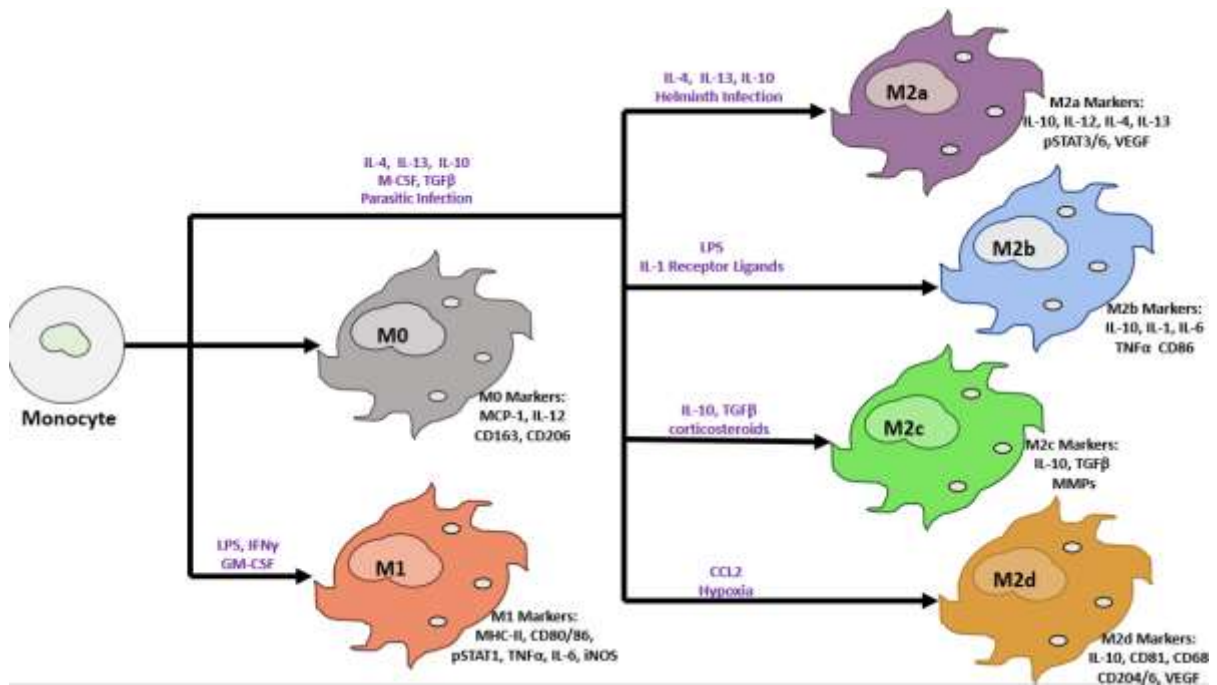 IL-4, IL-13, IL-10
Helminth Infection
M2a
M2a Markers:
IL-10, IL-12, IL-4, IL-13
pSTAT3/6, VEGF
IL-4, IL-13, IL-10
M-CSF, TGFβ
Parasitic Infection
LPS
IL-1 Receptor Ligands
M2b
M2b Markers:
IL-10, IL-1, IL-6
TNFα CD86
Monocyte
M0
M0 Markers:
MCP-1, IL-12
CD163, CD206
IL-10, TGFβ
corticosteroids
M2c
M2c Markers:
IL-10, TGFβ
MMPs
LPS, IFNγ
GM-CSF
M1
M1 Markers:
MHC-II, CD80/86,
pSTAT1, TNFα, IL-6, iNOS
CCL2
Hypoxia
M2d
M2d Markers:
IL-10, CD81, CD68
CD204/6, VEGF